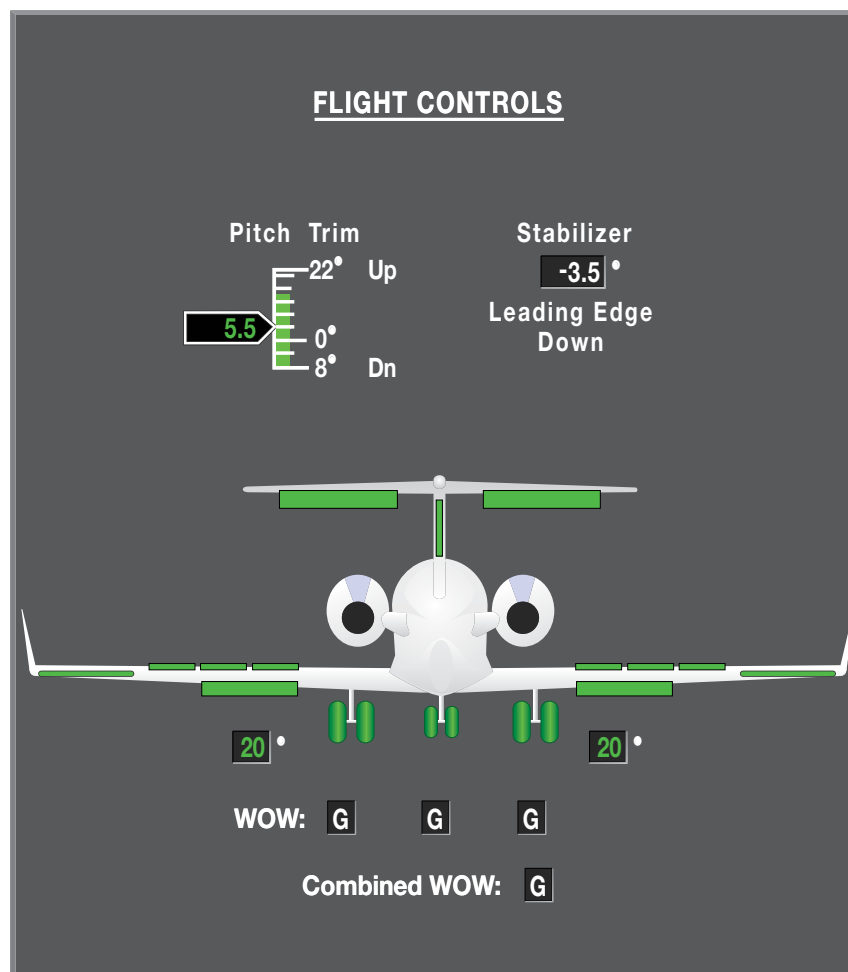 FLIGHT CONTROLS
Pitch Trim
Stabilizer
22° Up
-3.5 °
5.5
0°
8° Dn
Leading Edge
Down
20 °
20 °
WOW: G G G
Combined WOW: G